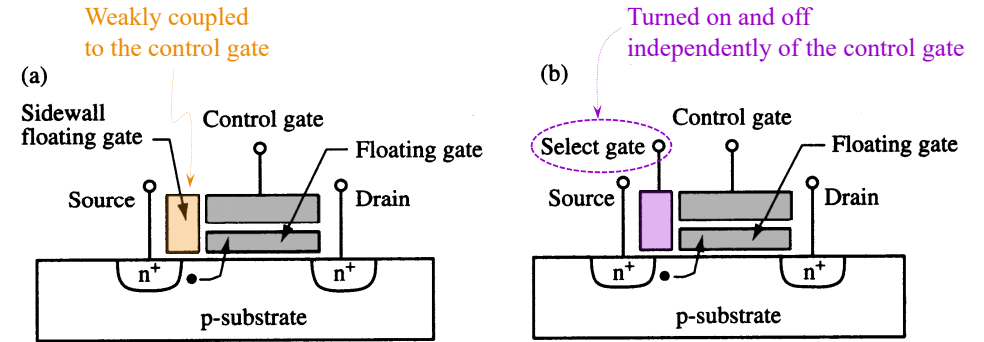 Weakly coupled
to the control gate
(a)
Sidewall
floating gate
Control gate
Floating gate
Source
Drain
n+
n+
p-substrate
Turned on and off
independently of the control gate
(b)
Select gate
Control gate
Floating gate
Source
Drain
n+
n+
p-substrate